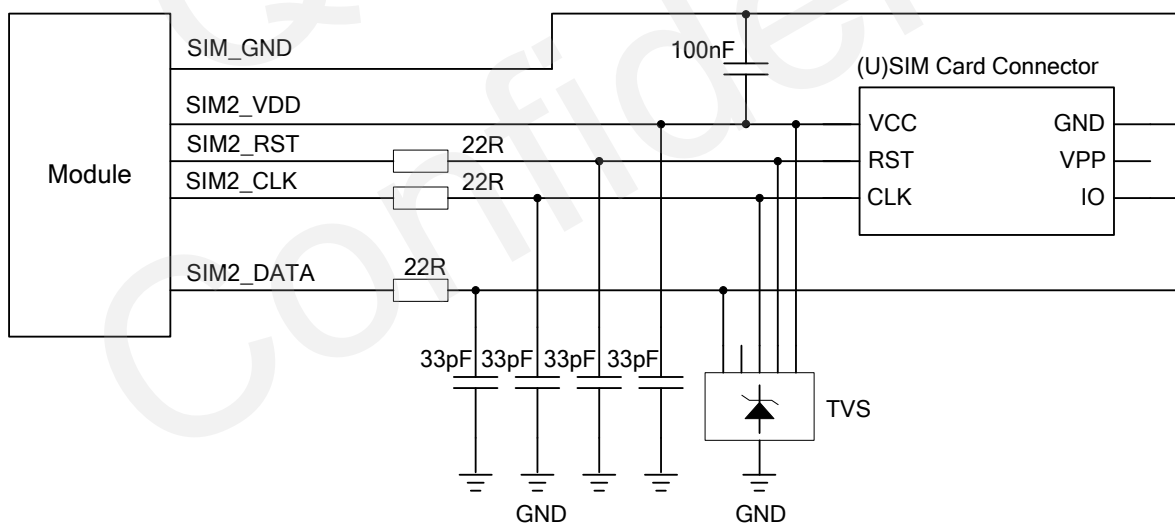 SIM_GND
100nF
(U)SIM Card Connector
SIM2_VDD
VCC
GND
SIM2_RST
22R
RST
VPP
Module
SIM2_CLK
22R
CLK
IO
SIM2_DATA
22R
33pF 33pF 33pF 33pF
TVS
GND
GND